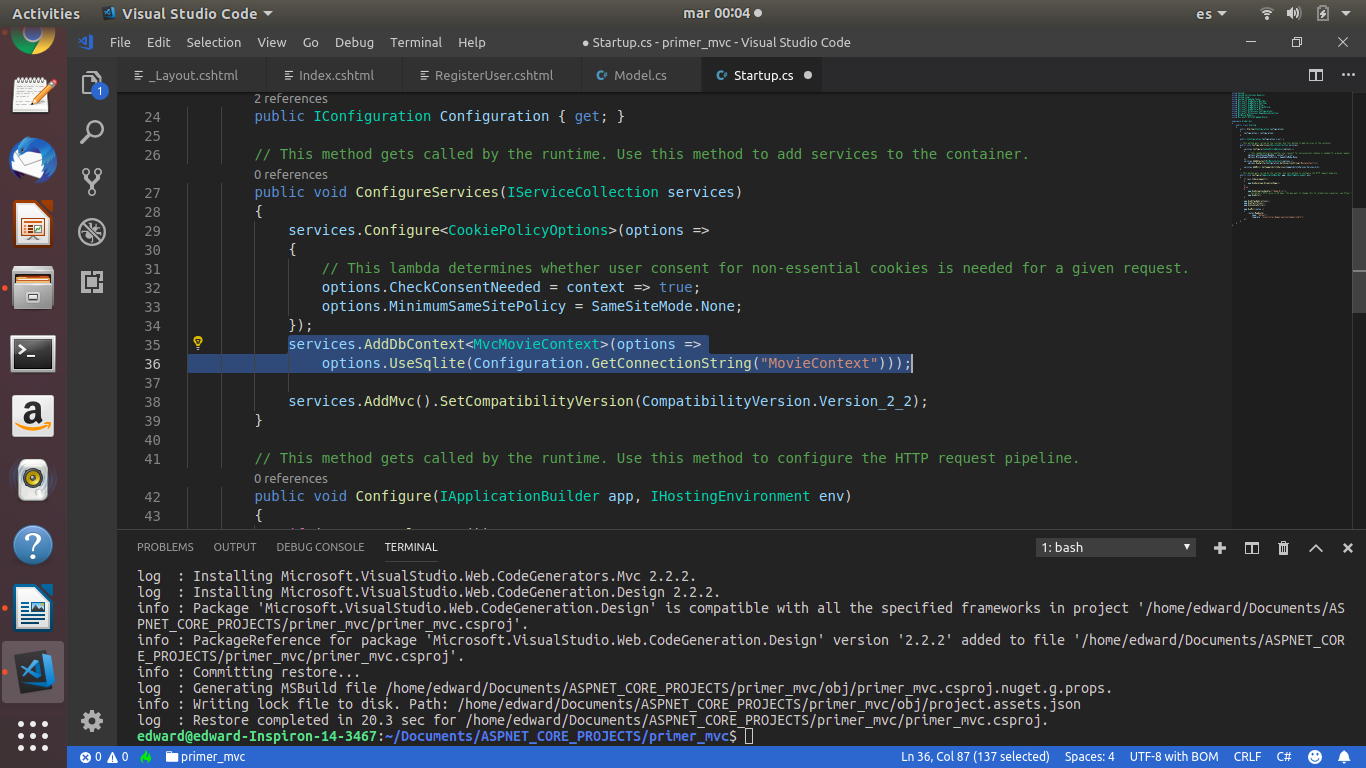 Activities
Visual Studio Code
mar 00:04
es
File Edit Selection View Go Debug Terminal Help
● Startup.cs - primer_mvc - Visual Studio Code
_Layout.cshtml
Index.cshtml
RegisterUser.cshtml
Model.cs
Startup.cs
1
2 references
24 public IConfiguration Configuration { get; }
25
26 // This method gets called by the runtime. Use this method to add services to the container.
0 references
27 public void ConfigureServices(IServiceCollection services)
28 {
29 services.Configure<CookiePolicyOptions>(options =>
30 {
31 // This lambda determines whether user consent for non-essential cookies is needed for a given request.
32 options.CheckConsentNeeded = context => true;
33 options.MinimumSameSitePolicy = SameSiteMode.None;
34 });
35 services.AddDbContext<MvcMovieContext>(options =>
36 options.UseSqlite(Configuration.GetConnectionString("MovieContext")));
37
38 services.AddMvc().SetCompatibilityVersion(CompatibilityVersion.Version_2_2);
39 }
40
41 // This method gets called by the runtime. Use this method to configure the HTTP request pipeline.
0 references
42 public void Configure(IApplicationBuilder app, IHostingEnvironment env)
43 {
PROBLEMS OUTPUT DEBUG CONSOLE TERMINAL
1: bash
log  : Installing Microsoft.VisualStudio.Web.CodeGenerators.Mvc 2.2.2.
log  : Installing Microsoft.VisualStudio.Web.CodeGeneration.Design 2.2.2.
info : Package 'Microsoft.VisualStudio.Web.CodeGeneration.Design' is compatible with all the specified frameworks in project '/home/edward/Documents/AS
PNET_CORE_PROJECTS/primer_mvc/primer_mvc.csproj'.
info : PackageReference for package 'Microsoft.VisualStudio.Web.CodeGeneration.Design' version '2.2.2' added to file '/home/edward/Documents/ASPNET_COR
E_PROJECTS/primer_mvc/primer_mvc.csproj'.
info : Committing restore...
log  : Generating MSBuild file /home/edward/Documents/ASPNET_CORE_PROJECTS/primer_mvc/obj/primer_mvc.csproj.nuget.g.props.
info : Writing lock file to disk. Path: /home/edward/Documents/ASPNET_CORE_PROJECTS/primer_mvc/obj/project.assets.json
log  : Restore completed in 20.3 sec for /home/edward/Documents/ASPNET_CORE_PROJECTS/primer_mvc/primer_mvc.csproj.
edward@edward-Inspiron-14-3467:~/Documents/ASPNET_CORE_PROJECTS/primer_mvc$
0 0 primer_mvc
Ln 36, Col 87 (137 selected) Spaces: 4 UTF-8 with BOM CRLF C#